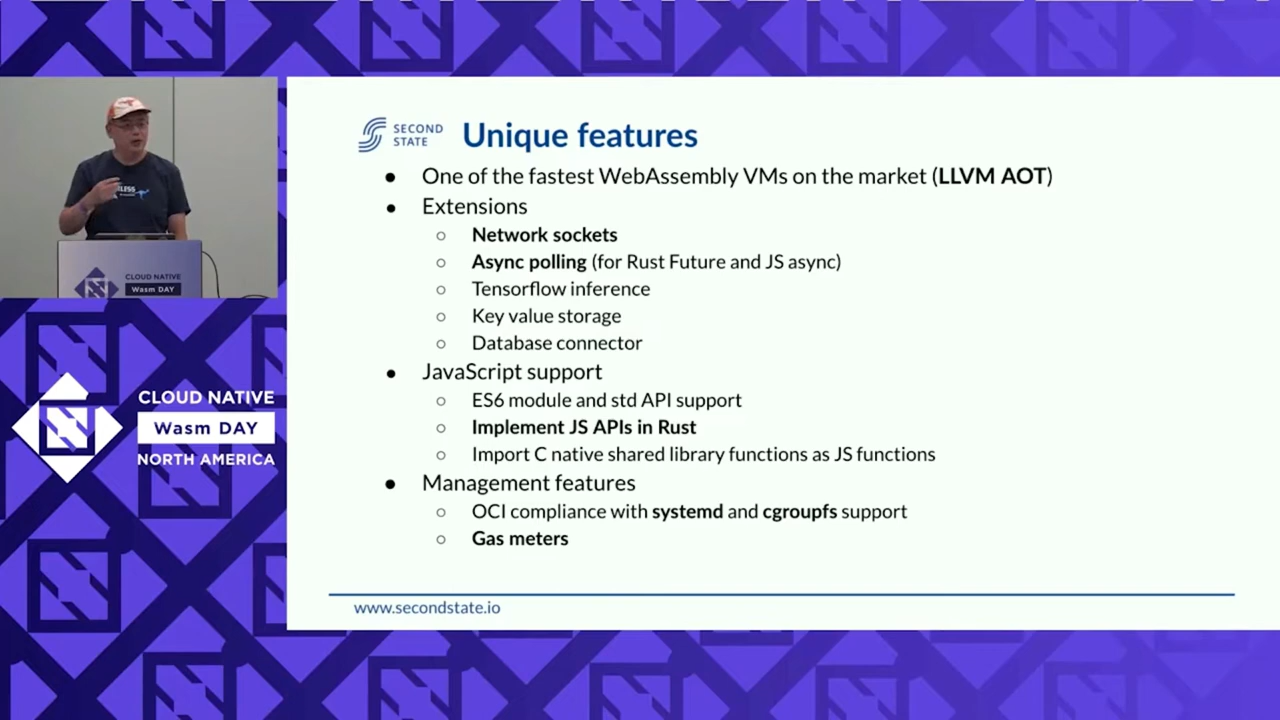 SECOND
STATE
Unique features
● One of the fastest WebAssembly VMs on the market (LLVM AOT)
● Extensions
○ Network sockets
○ Async polling (for Rust Future and JS async)
○ Tensorflow inference
○ Key value storage
○ Database connector
● JavaScript support
○ ES6 module and std API support
○ Implement JS APIs in Rust
○ Import C native shared library functions as JS functions
● Management features
○ OCI compliance with systemd and cgroupfs support
○ Gas meters
www.secondstate.io
CLOUD NATIVE
Wasm DAY
CLOUD NATIVE
Wasm DAY
NORTH AMERICA